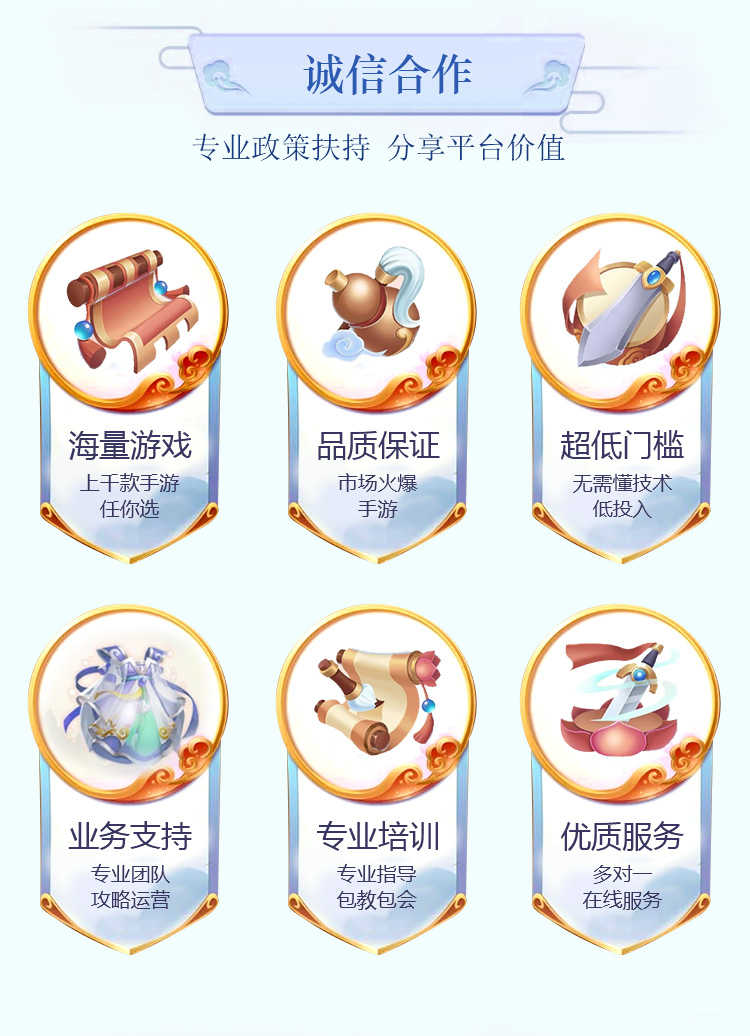 诚信合作
专业政策扶持 分享平台价值
海量游戏
上千款手游
任你选
品质保证
市场火爆
手游
超低门槛
无需懂技术
低投入
业务支持
专业团队
攻略运营
专业培训
专业指导
包教包会
优质服务
多对一
在线服务